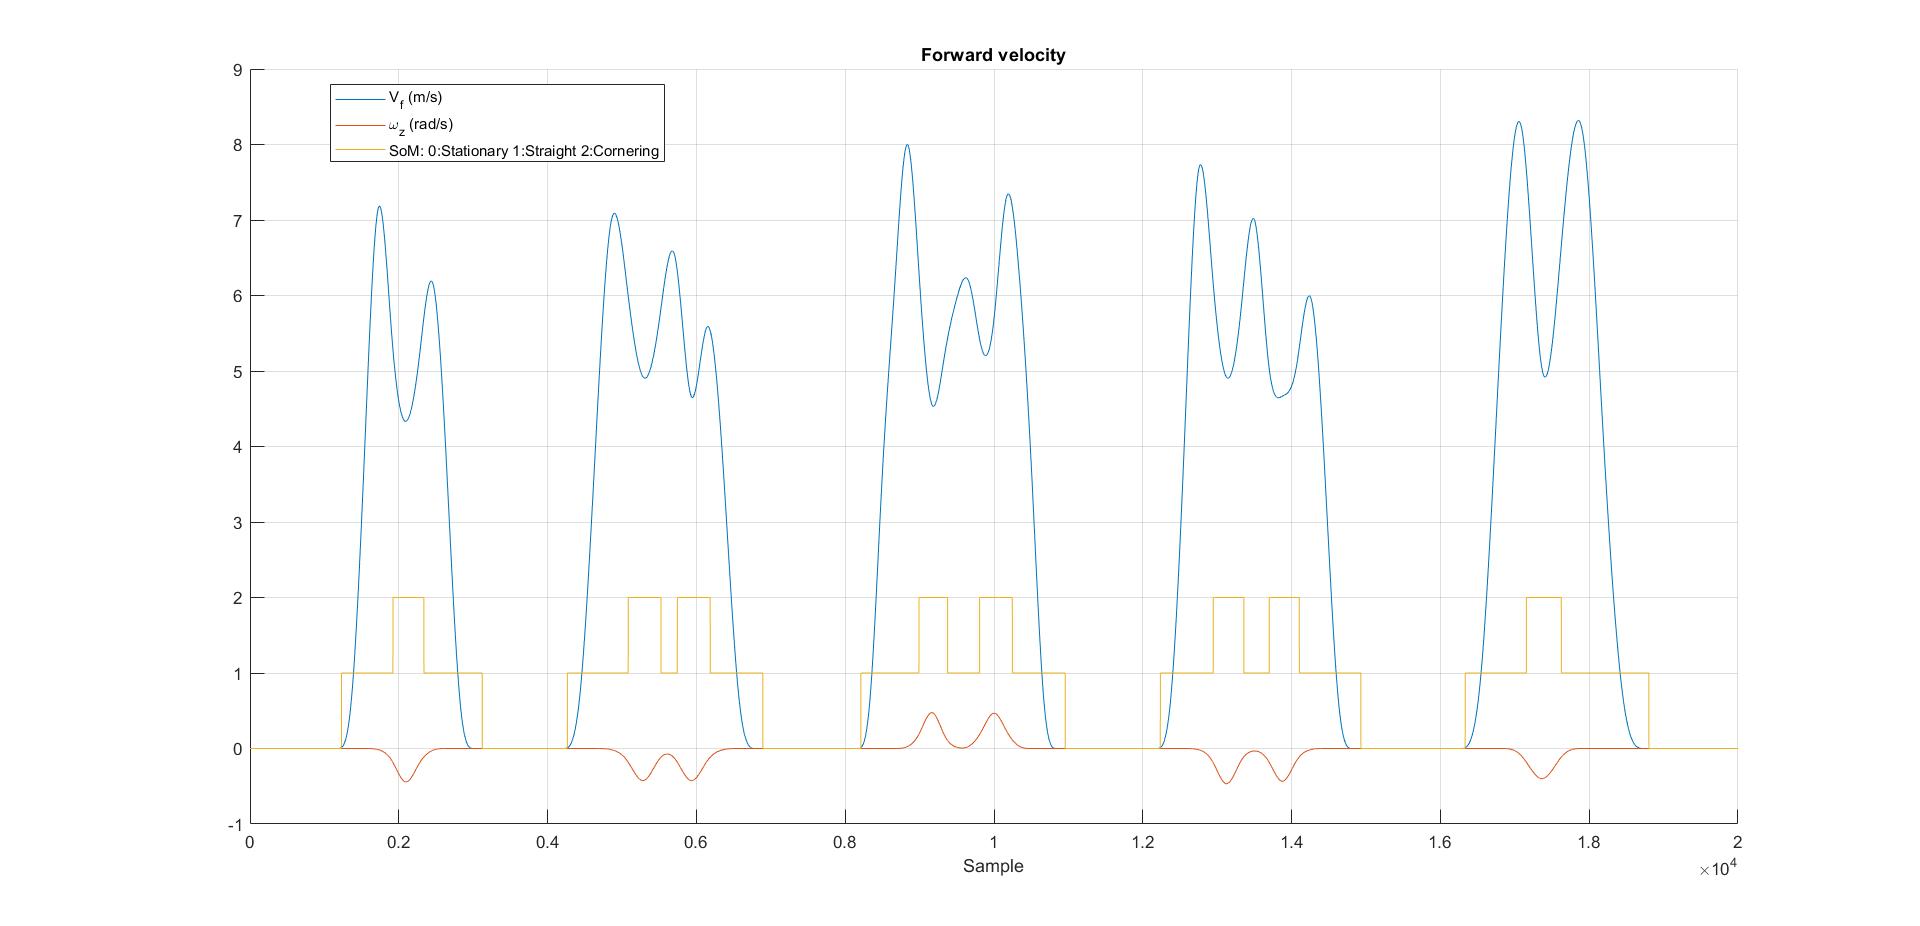 Forward velocity
V_f (m/s)
ω_z (rad/s)
SoM: 0:Stationary 1:Straight 2:Cornering
9
8
7
6
5
4
3
2
1
0
-1
0 0.2 0.4 0.6 0.8 1 1.2 1.4 1.6 1.8 2
Sample
×10^4